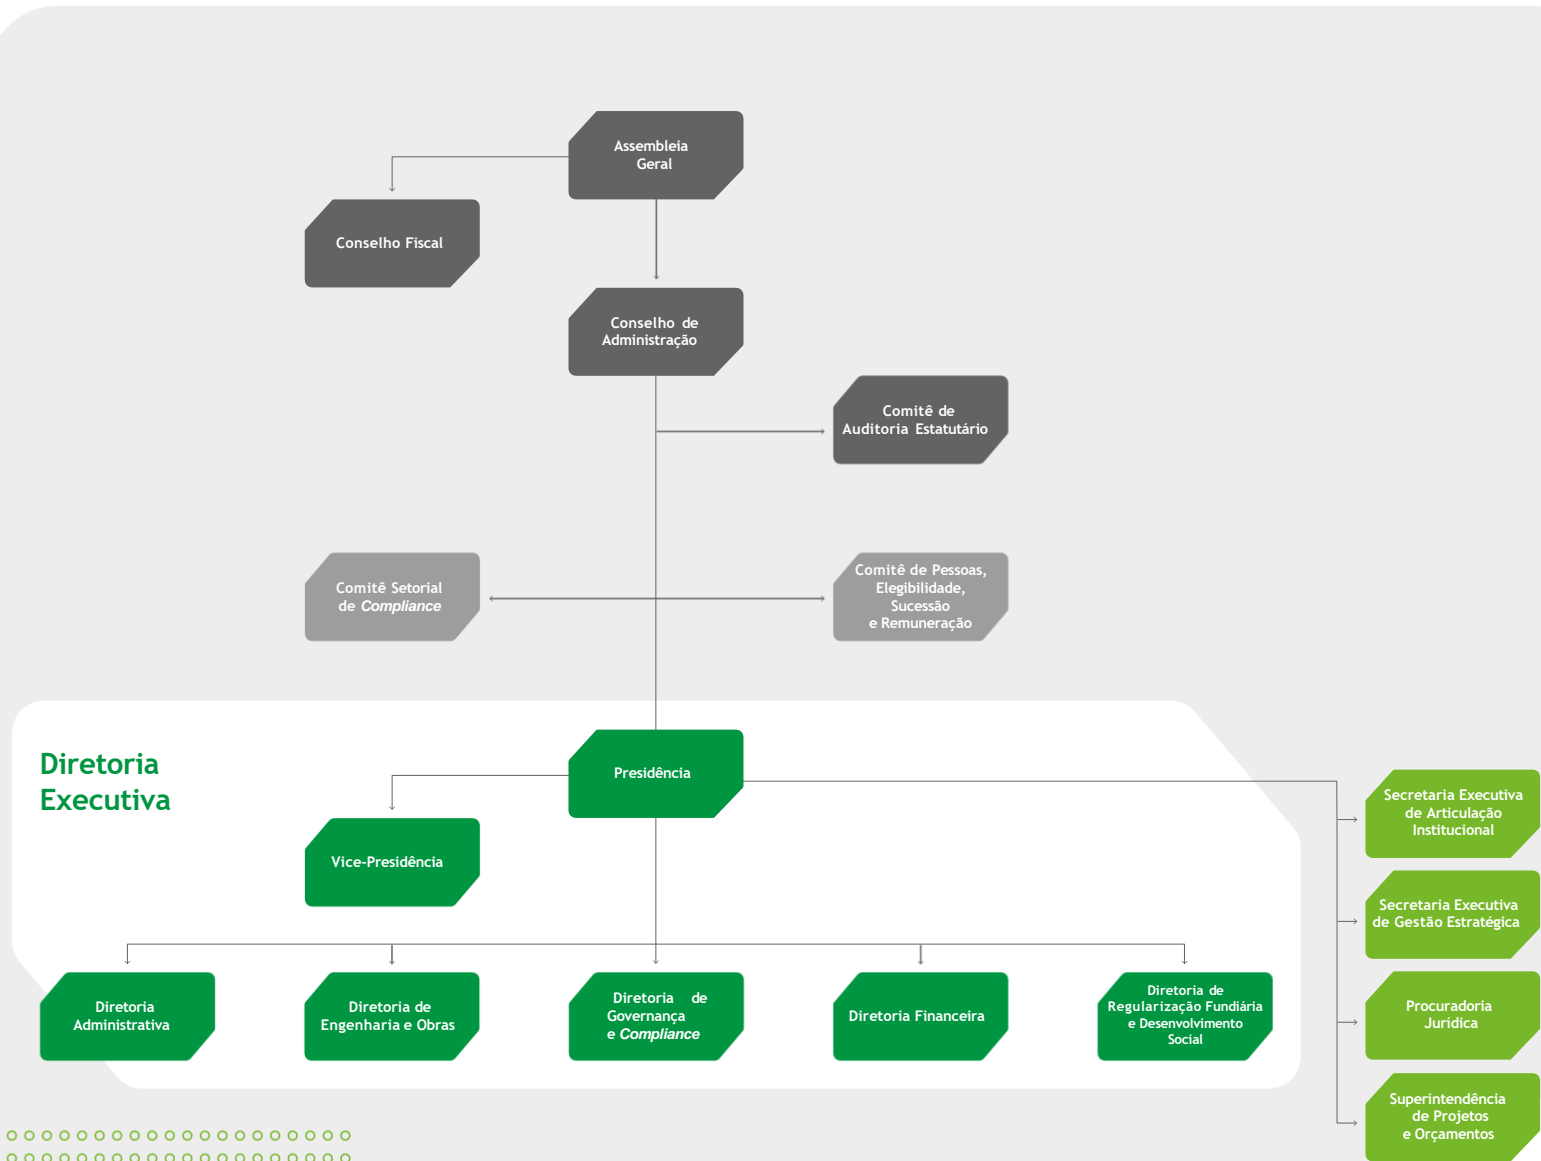 Assembleia
Geral
Conselho Fiscal
Conselho de
Administração
Comitê de
Auditoria Estatutário
Comitê Setorial
de Compliance
Comitê de Pessoas,
Elegibilidade,
Sucessão
e Remuneração
Diretoria
Executiva
Presidência
Vice-Presidência
Secretaria Executiva
de Articulação
Institucional
Secretaria Executiva
de Gestão Estratégica
Procuradoria
Jurídica
Superintendência
de Projetos
e Orçamentos
Diretoria
Administrativa
Diretoria de
Engenharia e Obras
Diretoria de
Governança
e Compliance
Diretoria Financeira
Diretoria de
Regularização Fundiária
e Desenvolvimento
Social